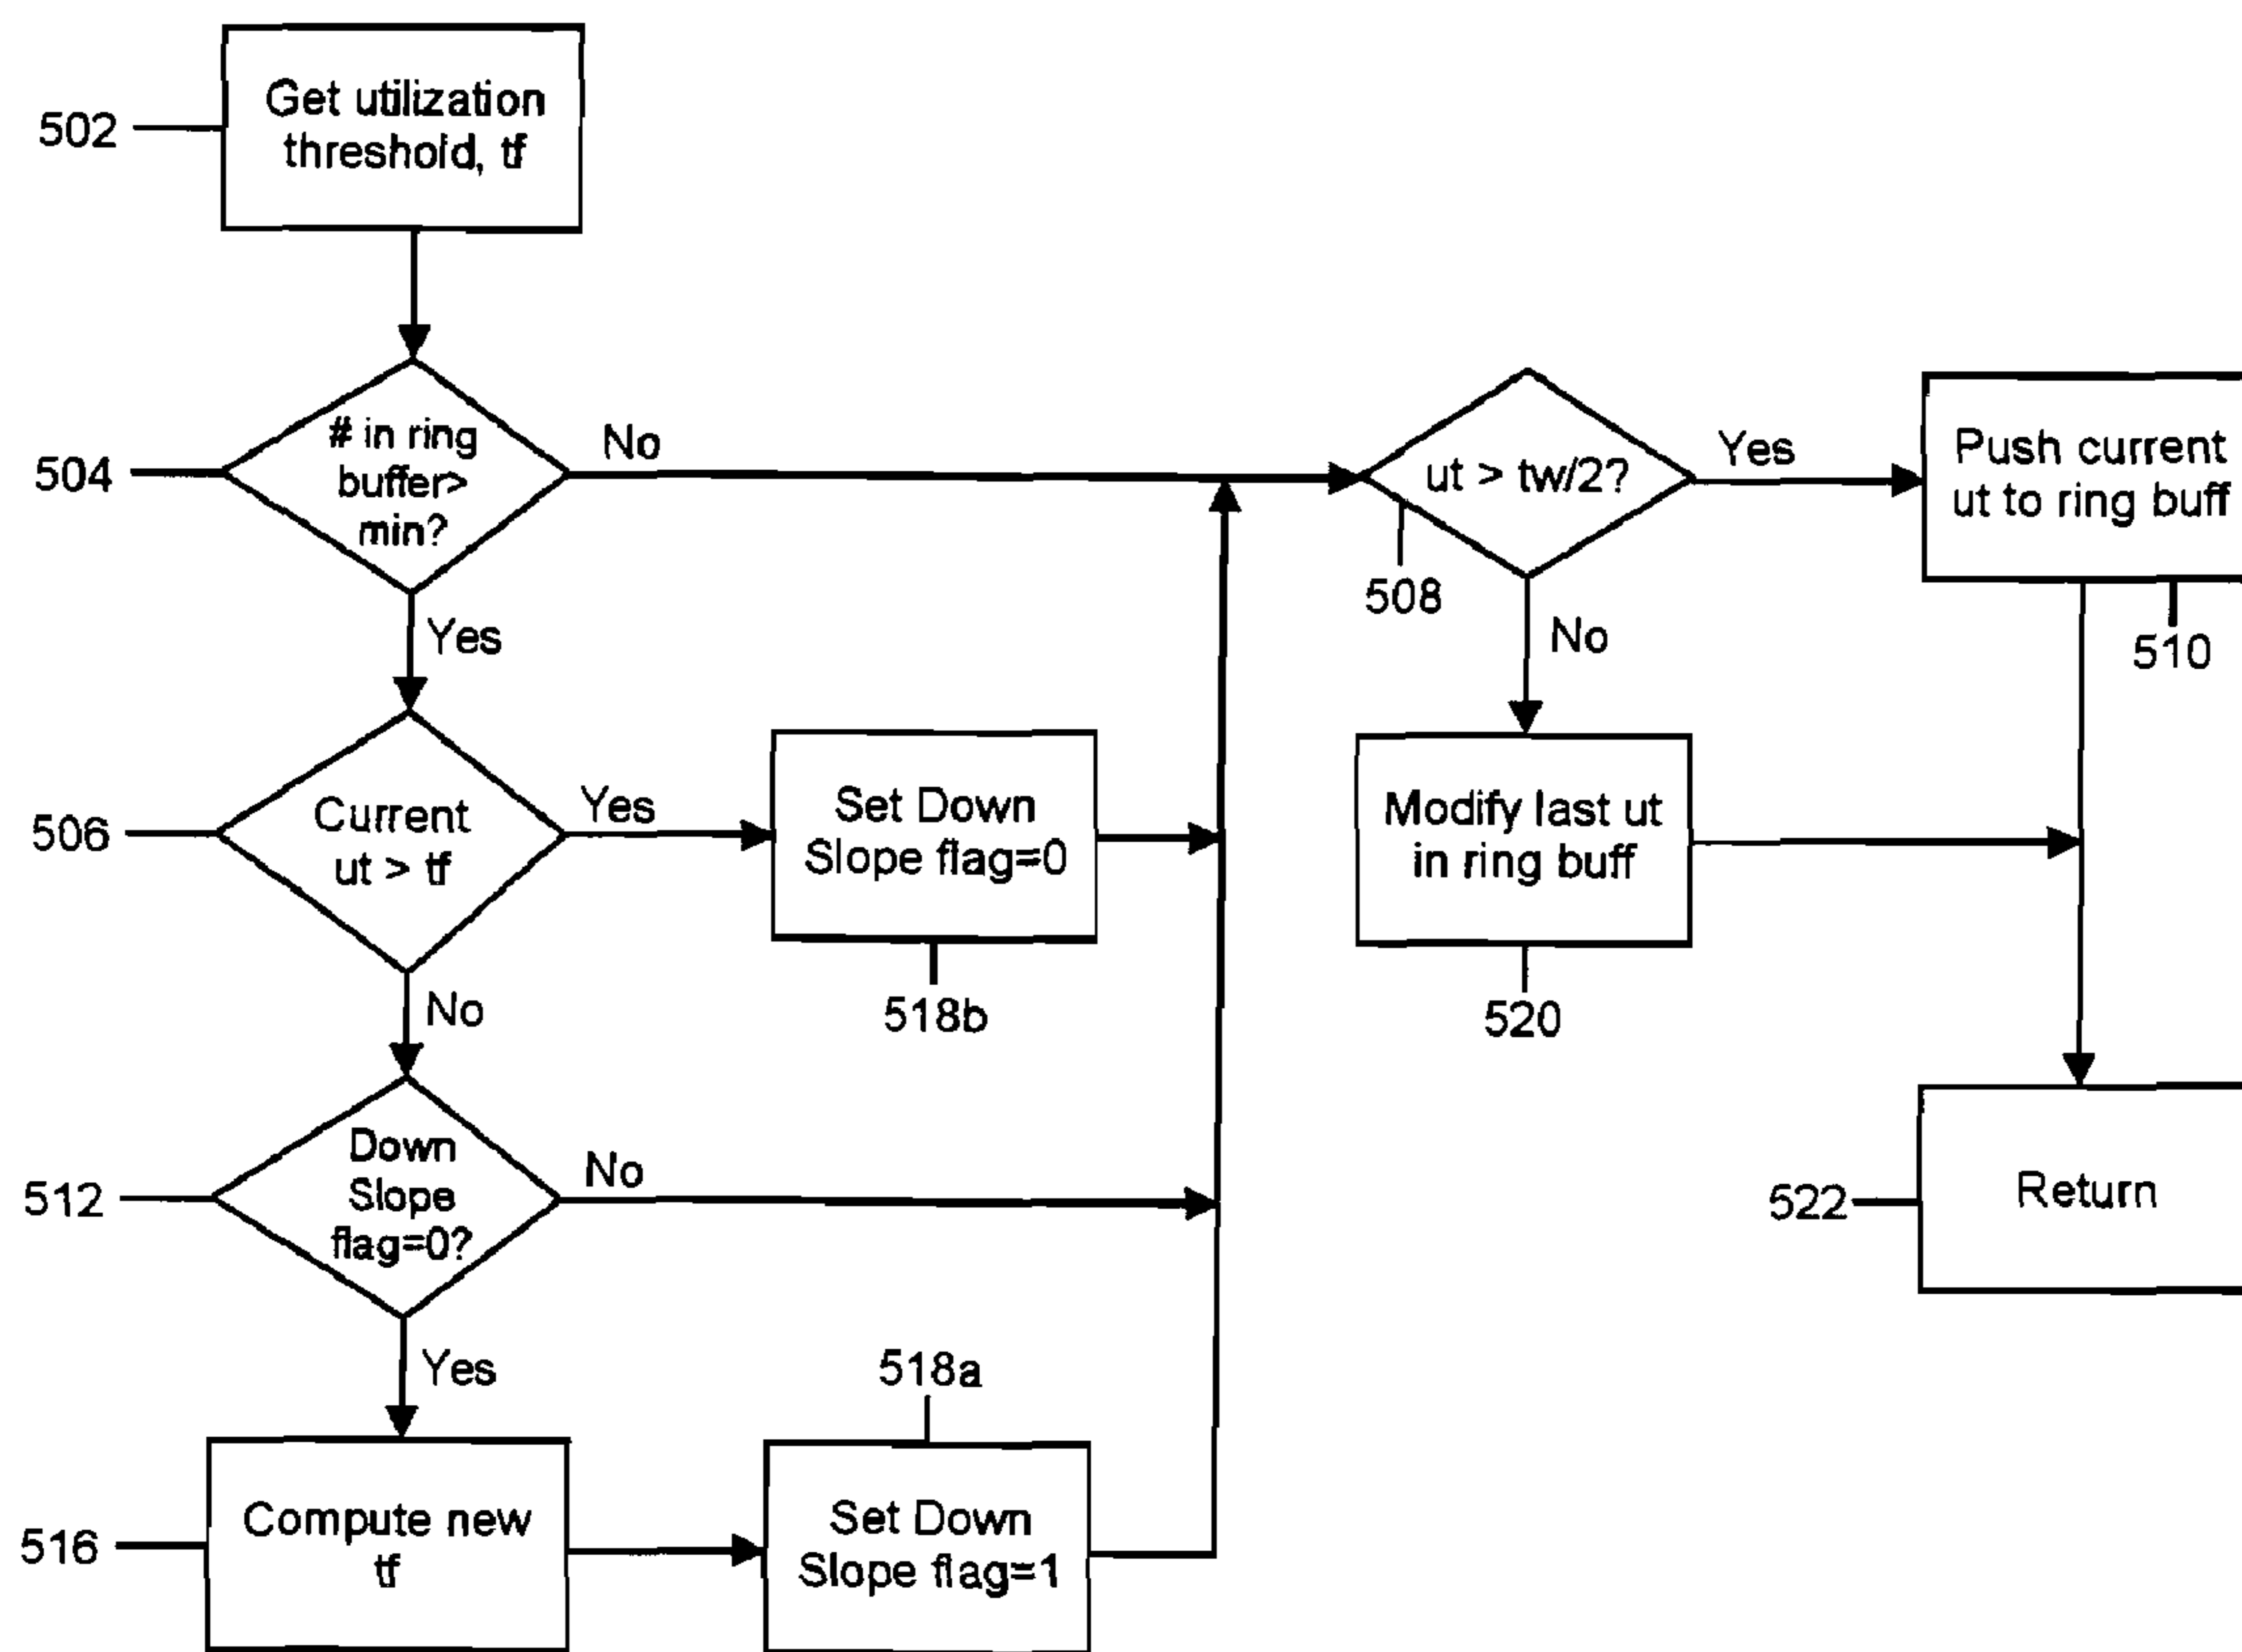 502
Get utilization
threshold, tf
504
# in ring
buffer>
min?
No
Yes
508
ut > tw/2?
Yes
No
Push current
ut to ring buff
510
506
Current
ut > tf
Yes
No
Set Down
Slope flag=0
518b
Modify last ut
in ring buff
520
512
Down
Slope
flag=0?
No
Yes
522
Return
516
Compute new
tf
518a
Set Down
Slope flag=1